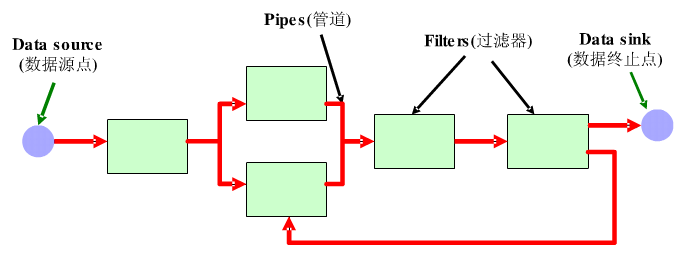 Data source
(数据源点)
Pipes(管道)
Filters(过滤器)
Data sink
(数据终止点)